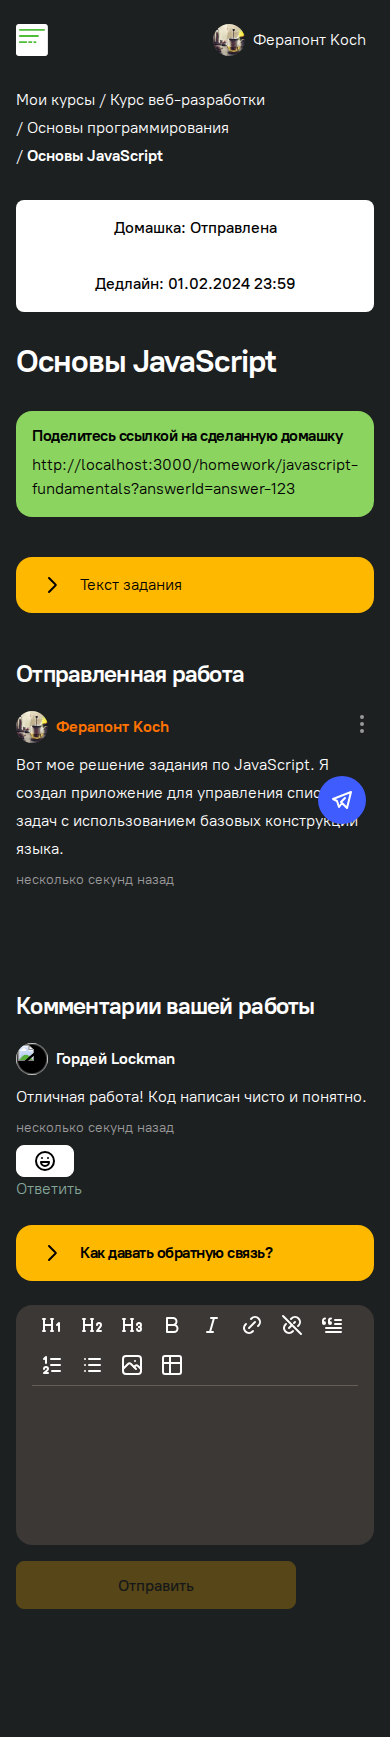 Ферапонт Koch
Мои курсы / Курс веб-разработки
/ Основы программирования
/ Основы JavaScript
Домашка: Отправлена
Дедлайн: 01.02.2024 23:59
Основы JavaScript
Поделитесь ссылкой на сделанную домашку
http://localhost:3000/homework/javascript-
fundamentals?answerId=answer-123
Текст задания
Отправленная работа
Ферапонт Koch
Вот мое решение задания по JavaScript. Я
создал приложение для управления
задач с использованием базовых конструкций
языка.
несколько секунд назад
Комментарии вашей работы
Гордей Lockman
Отличная работа! Код написан чисто и понятно.
несколько секунд назад
Ответить
Как давать обратную связь?
H1 H2 H3 B I
Отправить